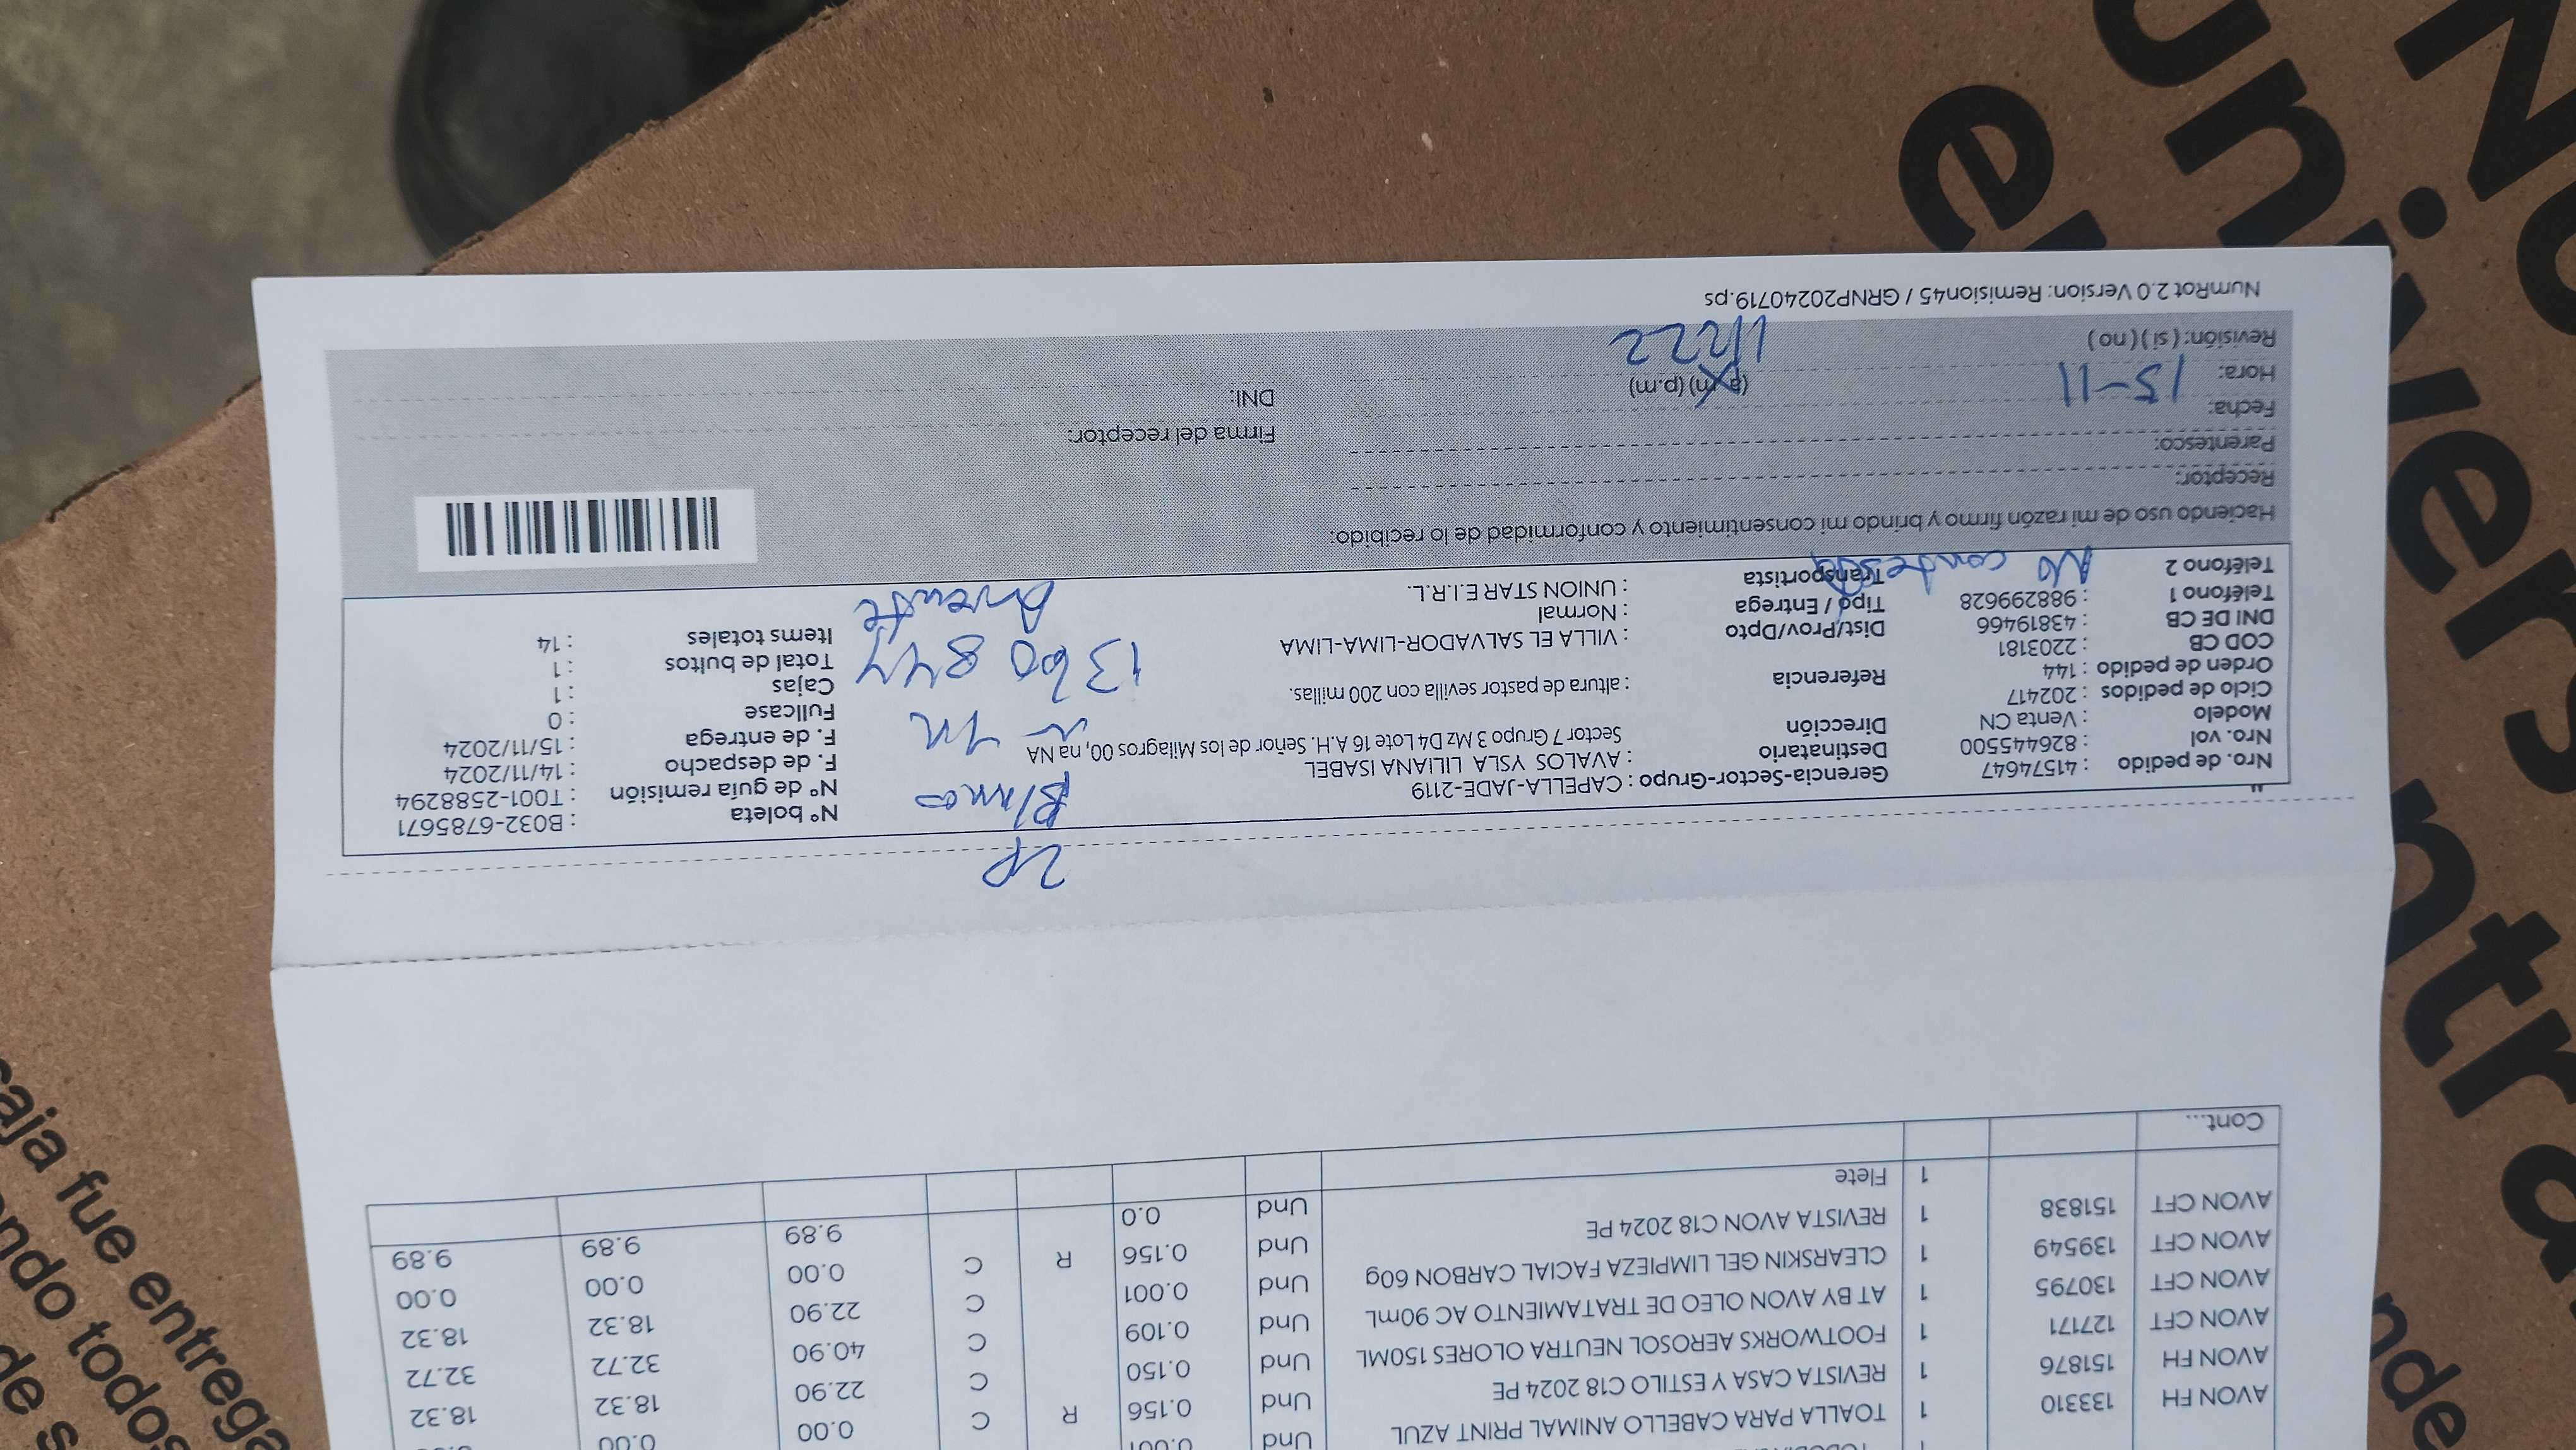 AVON FH 133310 1 TOALLA PARA CABELLO ANIMAL PRINT AZUL Und
AVON FH 151876 1 REVISTA CASA Y ESTILO C18 2024 PE Und 0.156 R C 0.00 0.00
AVON CFT 127171 1 FOOTWORKS AEROSOL NEUTRA OLORES 150ML Und 0.150 C 22.90 18.32 18.32
AVON CFT 130795 1 AT BY AVON OLEO DE TRATAMIENTO AC 90mL Und 0.109 C 40.90 32.72 32.72
AVON CFT 139549 1 CLEARSKIN GEL LIMPIEZA FACIAL CARBON 60g Und 0.001 C 22.90 18.32 18.32
AVON CFT 151838 1 REVISTA AVON C18 2024 PE Und 0.156 R C 0.00 0.00 0.00
1 Flete Und 0.0 9.89 9.89 9.89
Cont...
2P
Nro. de pedido : 41574647
Nro. vol : 826445500
Modelo : Venta CN
Ciclo de pedidos : 202417
Orden de pedido : 144
COD CB : 2203181
DNI DE CB : 43819466
Teléfono 1 : 988299628
Teléfono 2
No contesta
Gerencia-Sector-Grupo : CAPELLA-JADE-2119
Destinatario : AVALOS YSLA LILIANA ISABEL
Dirección Sector 7 Grupo 3 Mz D4 Lote 16 A.H. Señor de los Milagros 00, na NA
Referencia : altura de pastor sevilla con 200 millas.
Dist/Prov/Dpto : VILLA EL SALVADOR-LIMA-LIMA
Tipo / Entrega : Normal
Transportista : UNION STAR E.I.R.L.
1360844
N° boleta : B032-6785671
N° de guía remisión : T001-2588294
F. de despacho : 14/11/2024
F. de entrega : 15/11/2024
Fullcase : 0
Cajas : 1
Total de bultos : 1
Items totales : 14
Haciendo uso de mi razón firmo y brindo mi consentimiento y conformidad de lo recibido:
Receptor:
Parentesco:
Fecha: 15-11
Hora: (a.m) (p.m)
Revisión: ( si ) ( no )
Firma del receptor:
DNI:
NumRot 2.0 Version: Remision45 / GRNP20240719.ps
caja fue entrega